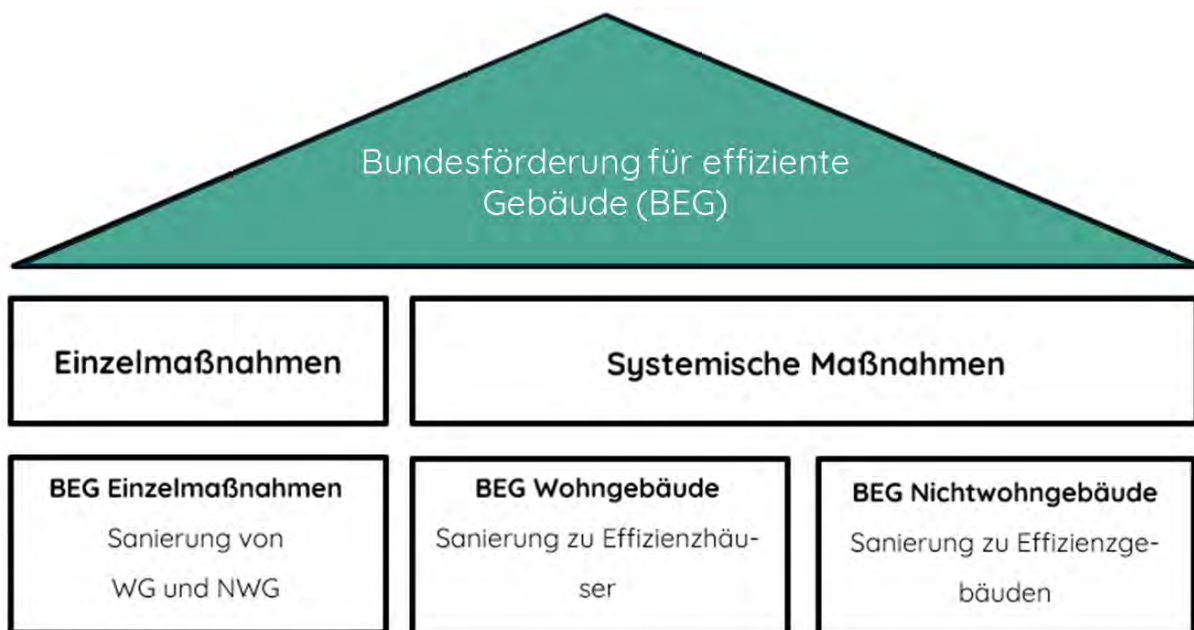 Bundesförderung für effiziente
Gebäude (BEG)
Einzelmaßnahmen
Systemische Maßnahmen
BEG Einzelmaßnahmen
Sanierung von
WG und NWG
BEG Wohngebäude
Sanierung zu Effizienzhäu-
ser
BEG Nichtwohngebäude
Sanierung zu Effizienzge-
bäuden